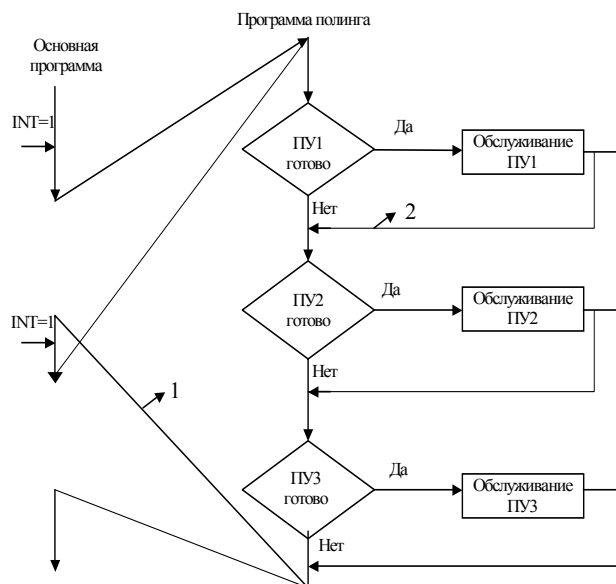 Программа полинга
Основная
программа
INT=1
ПУ1
готово
Да
Обслуживание
ПУ1
Нет
2
ПУ2
готово
Да
Обслуживание
ПУ2
INT=1
Нет
1
ПУ3
готово
Да
Обслуживание
ПУ3
Нет